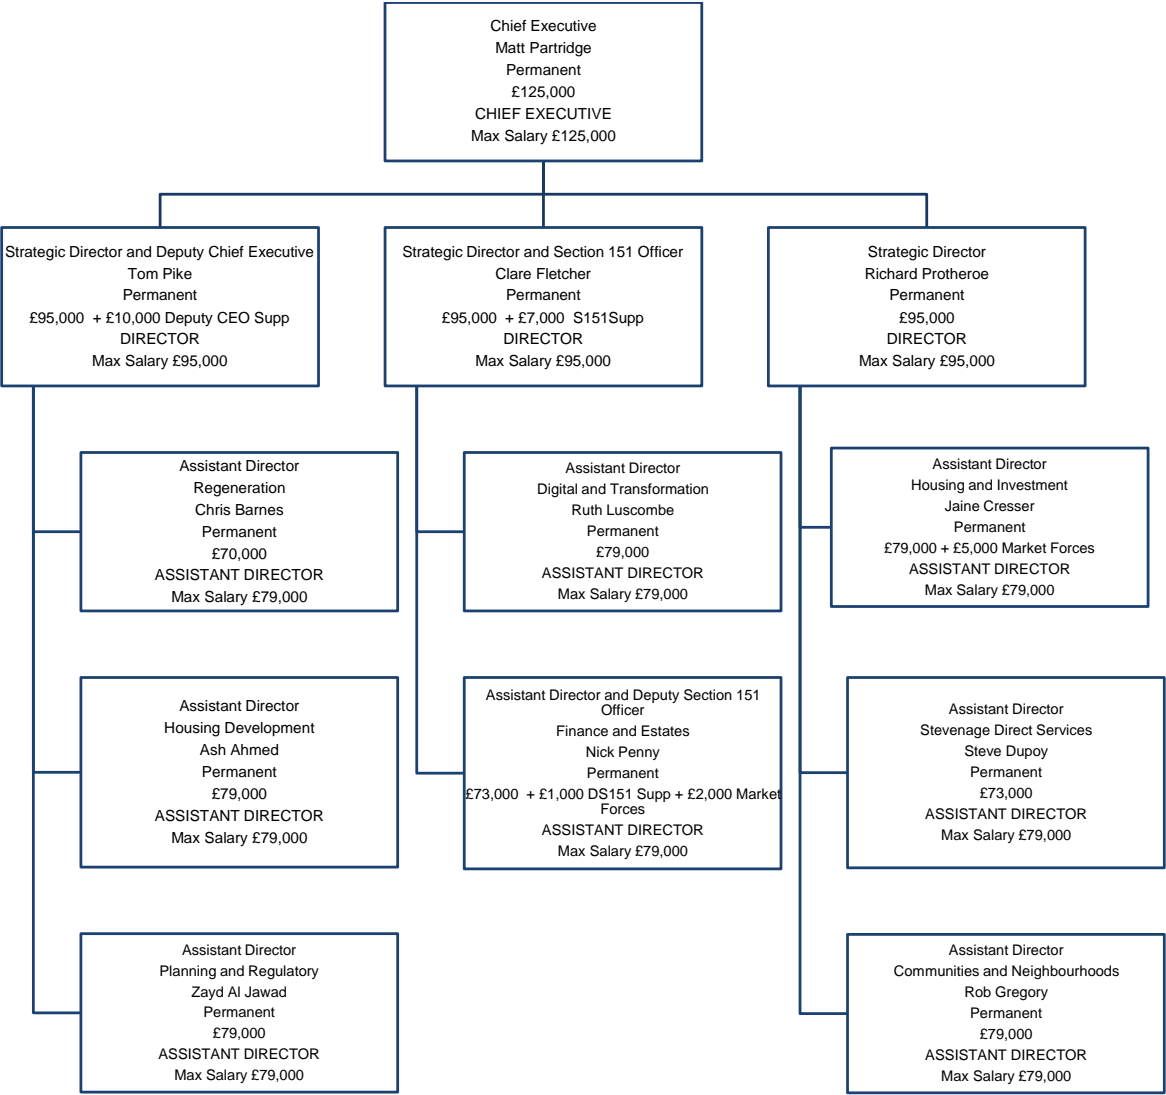 Chief Executive
Matt Partridge
Permanent
£125,000
CHIEF EXECUTIVE
Max Salary £125,000
Strategic Director and Deputy Chief Executive
Tom Pike
Permanent
£95,000 + £10,000 Deputy CEO Supp
DIRECTOR
Max Salary £95,000
Strategic Director and Section 151 Officer
Clare Fletcher
Permanent
£95,000 + £7,000 S151Supp
DIRECTOR
Max Salary £95,000
Strategic Director
Richard Protheroe
Permanent
£95,000
DIRECTOR
Max Salary £95,000
Assistant Director
Regeneration
Chris Barnes
Permanent
£70,000
ASSISTANT DIRECTOR
Max Salary £79,000
Assistant Director
Digital and Transformation
Ruth Luscombe
Permanent
£79,000
ASSISTANT DIRECTOR
Max Salary £79,000
Assistant Director
Housing and Investment
Jaine Cresser
Permanent
£79,000 + £5,000 Market Forces
ASSISTANT DIRECTOR
Max Salary £79,000
Assistant Director
Housing Development
Ash Ahmed
Permanent
£79,000
ASSISTANT DIRECTOR
Max Salary £79,000
Assistant Director and Deputy Section 151
Officer
Finance and Estates
Nick Penny
Permanent
£73,000 + £1,000 DS151 Supp + £2,000 Market
Forces
ASSISTANT DIRECTOR
Max Salary £79,000
Assistant Director
Stevenage Direct Services
Steve Dupoy
Permanent
£73,000
ASSISTANT DIRECTOR
Max Salary £79,000
Assistant Director
Planning and Regulatory
Zayd Al Jawad
Permanent
£79,000
ASSISTANT DIRECTOR
Max Salary £79,000
Assistant Director
Communities and Neighbourhoods
Rob Gregory
Permanent
£79,000
ASSISTANT DIRECTOR
Max Salary £79,000